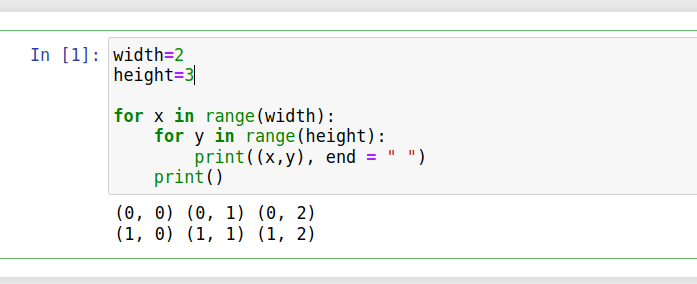 In [1]: width=2
height=3
for x in range(width):
    for y in range(height):
        print((x,y), end = " ")
    print()
(0, 0) (0, 1) (0, 2)
(1, 0) (1, 1) (1, 2)